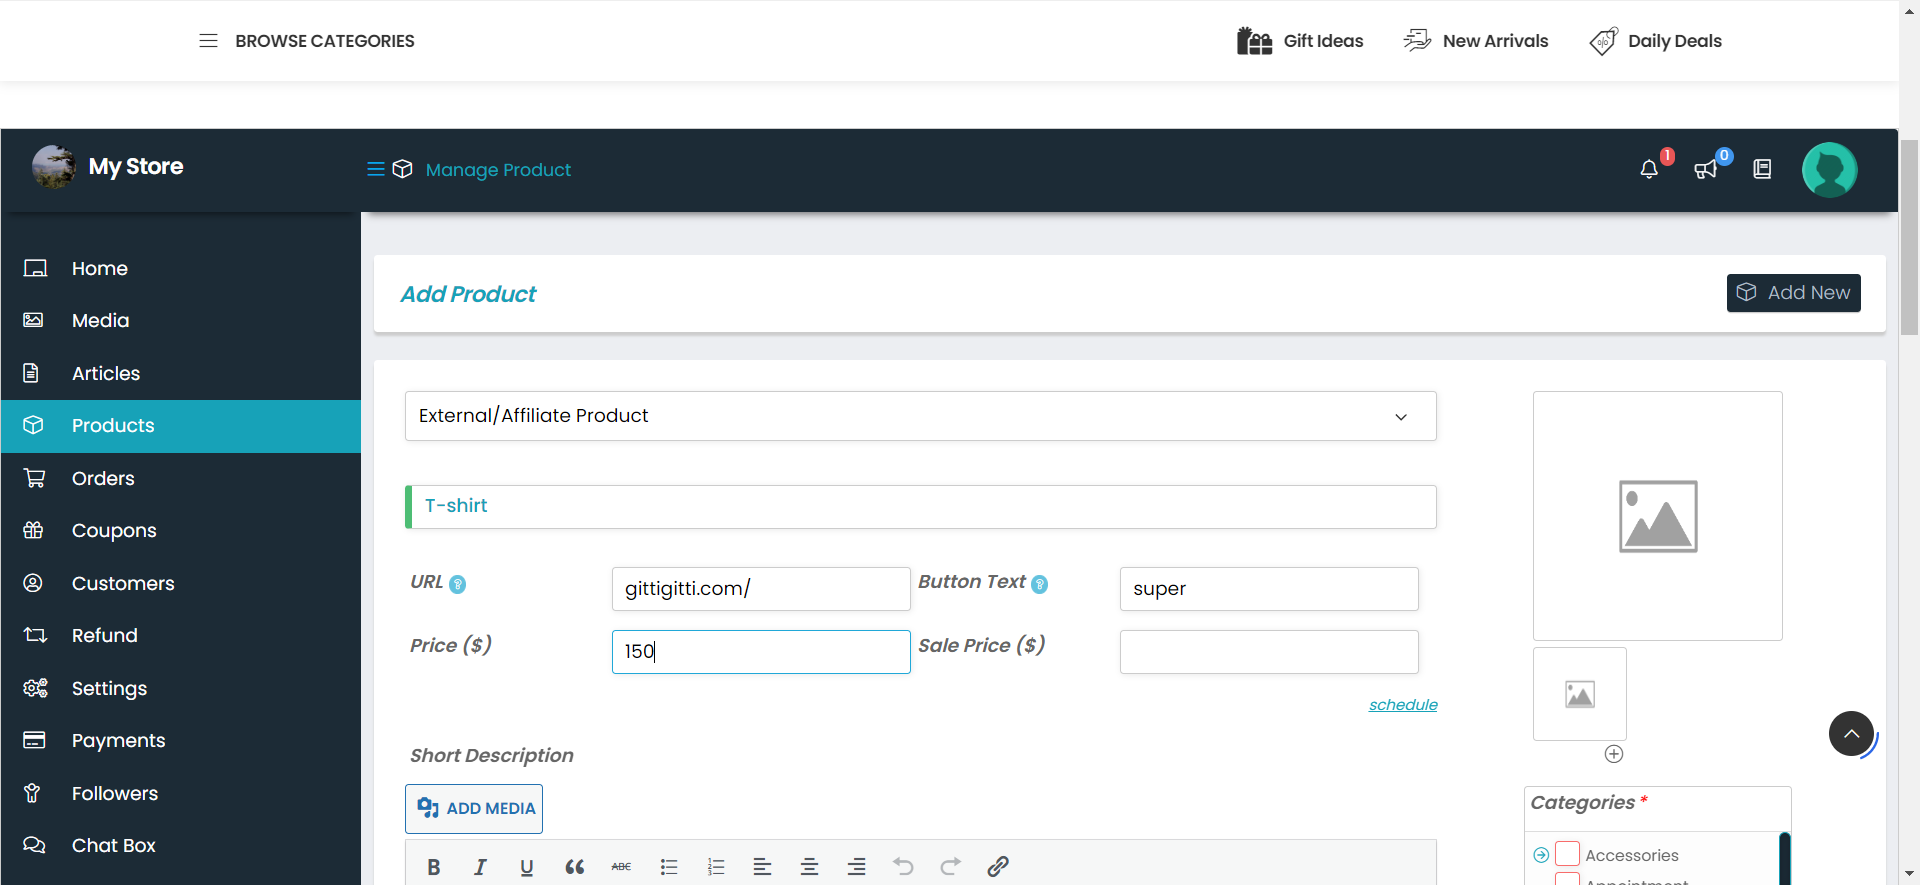 BROWSE CATEGORIES
Gift Ideas
New Arrivals
Daily Deals
My Store
Manage Product
1
0
Home
Media
Articles
Products
Orders
Coupons
Customers
Refund
Settings
Payments
Followers
Chat Box
Add Product
Add New
External/Affiliate Product
T-shirt
URL ?
gittigitti.com/
Button Text ?
super
Price ($)
150
Sale Price ($)
schedule
Short Description
ADD MEDIA
B I U ABC
Categories *
Accessories
Appointment